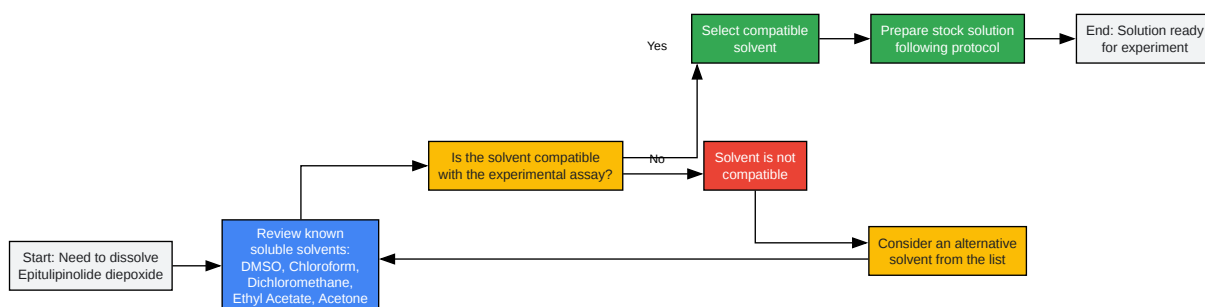 Start: Need to dissolve
Epitulipinolide diepoxide
Review known
soluble solvents:
DMSO, Chloroform,
Dichloromethane,
Ethyl Acetate, Acetone
Is the solvent compatible
with the experimental assay?
Yes
Select compatible
solvent
Prepare stock solution
following protocol
End: Solution ready
for experiment
No
Solvent is not
compatible
Consider an alternative
solvent from the list